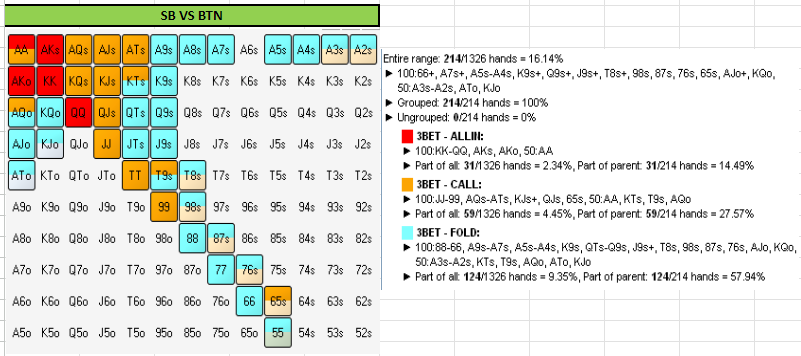 SB VS BTN
AA AKs AQs AJs ATs A9s A8s A7s A6s A5s A4s A3s A2s
AKo KK KQs KJs KTs K9s K8s K7s K6s K5s K4s K3s K2s
AQo KQo QQ QJs QTs Q9s Q8s Q7s Q6s Q5s Q4s Q3s Q2s
AJo KJo QJo JJ JTs J9s J8s J7s J6s J5s J4s J3s J2s
ATo KTo QTo JTo TT T9s T8s T7s T6s T5s T4s T3s T2s
A9o K9o Q9o J9o T9o 99 98s 97s 96s 95s 94s 93s 92s
A8o K8o Q8o J8o T8o 98o 88 87s 86s 85s 84s 83s 82s
A7o K7o Q7o J7o T7o 97o 87o 77 76s 75s 74s 73s 72s
A6o K6o Q6o J6o T6o 96o 86o 76o 66 65s 64s 63s 62s
A5o K5o Q5o J5o T5o 95o 85o 75o 65o 55 54s 53s 52s
Entire range: 214/1326 hands = 16.14%
100:66+, A7s+, A5s-A4s, K9s+, Q9s+, J9s+, T8s+, 98s, 87s, 76s, 65s, AJo+, KQo,
50:A3s-A2s, ATo, KJo
Grouped: 214/214 hands = 100%
Ungrouped: 0/214 hands = 0%
3BET - ALLIN:
100:KK-QQ, AKs, AKo, 50:AA
Part of all: 31/1326 hands = 2.34%, Part of parent: 31/214 hands = 14.49%
3BET - CALL:
100:JJ-99, AQs-ATs, KJs+, QJs, 65s, 50:AA, KTs, T9s, AQo
Part of all: 59/1326 hands = 4.45%, Part of parent: 59/214 hands = 27.57%
3BET - FOLD:
100:88-66, A9s-A7s, A5s-A4s, K9s, QTs-Q9s, J9s+, T8s, 98s, 87s, 76s, AJo, KQo,
50:A3s-A2s, KTs, T9s, AQo, ATo, KJo
Part of all: 124/1326 hands = 9.35%, Part of parent: 124/214 hands = 57.94%